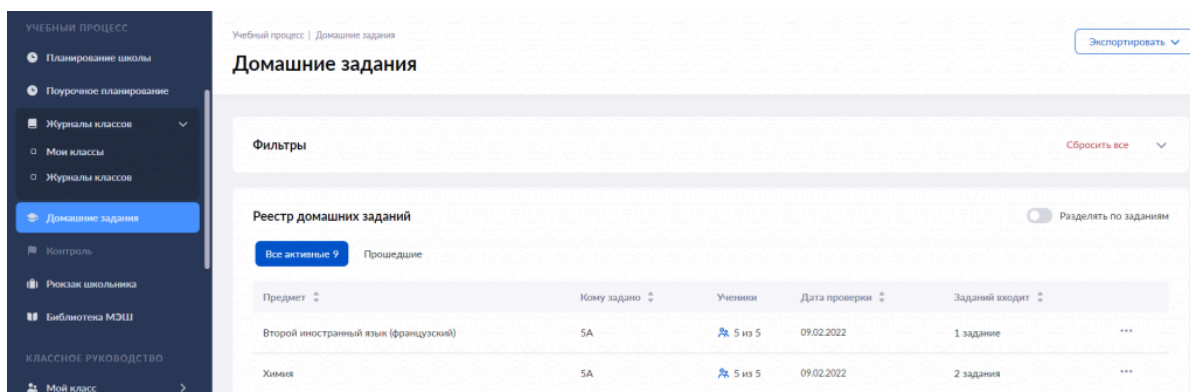 УЧЕБНЫЙ ПРОЦЕСС
Планирование школы
Поурочное планирование
Журналы классов
Мои классы
Журналы классов
Домашние задания
Контроль
Рюкзак школьника
Библиотека МЭШ
КЛАССНОЕ РУКОВОДСТВО
Мой класс
Учебный процесс | Домашние задания
Экспортировать
Домашние задания
Фильтры
Сбросить все
Реестр домашних заданий
Разделять по заданиям
Все активные 9 Прошедшие
Предмет Кому задано Ученики Дата проверки Заданий входит
Второй иностранный язык (французский) 5А 5 из 5 09.02.2022 1 задание ...
Химия 5А 5 из 5 09.02.2022 2 задания ...